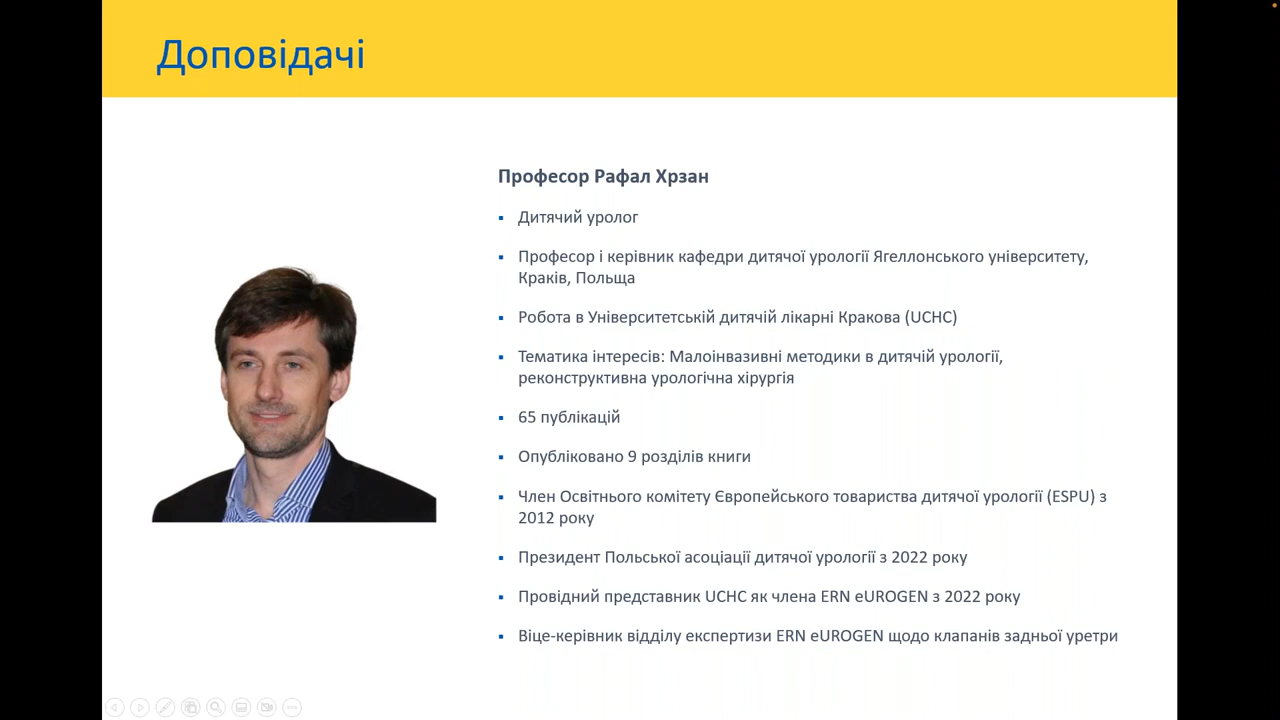 Доповідачі
Професор Рафал Хрзан
▪ Дитячий уролог
▪ Професор і керівник кафедри дитячої урології Ягеллонського університету,
Краків, Польща
▪ Робота в Університетській дитячій лікарні Кракова (UCHC)
▪ Тематика інтересів: Малоінвазивні методики в дитячій урології,
реконструктивна урологічна хірургія
▪ 65 публікацій
▪ Опубліковано 9 розділів книги
▪ Член Освітнього комітету Європейського товариства дитячої урології (ESPU) з
2012 року
▪ Президент Польської асоціації дитячої урології з 2022 року
▪ Провідний представник UCHC як члена ERN eUROGEN з 2022 року
▪ Віце-керівник відділу експертизи ERN eUROGEN щодо клапанів задньої уретри